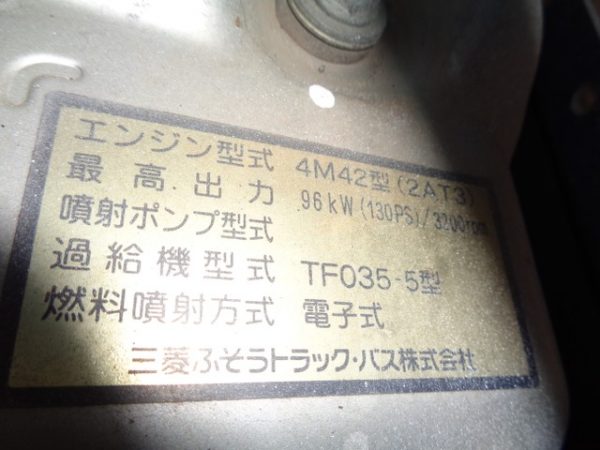 エンジン型式 4M42型(2AT3)
最高出力 96kW(130PS)/3200rpm
噴射ポンプ型式
過給機型式 TF035-5型
燃料噴射方式 電子式
三菱ふそうトラック・バス株式会社